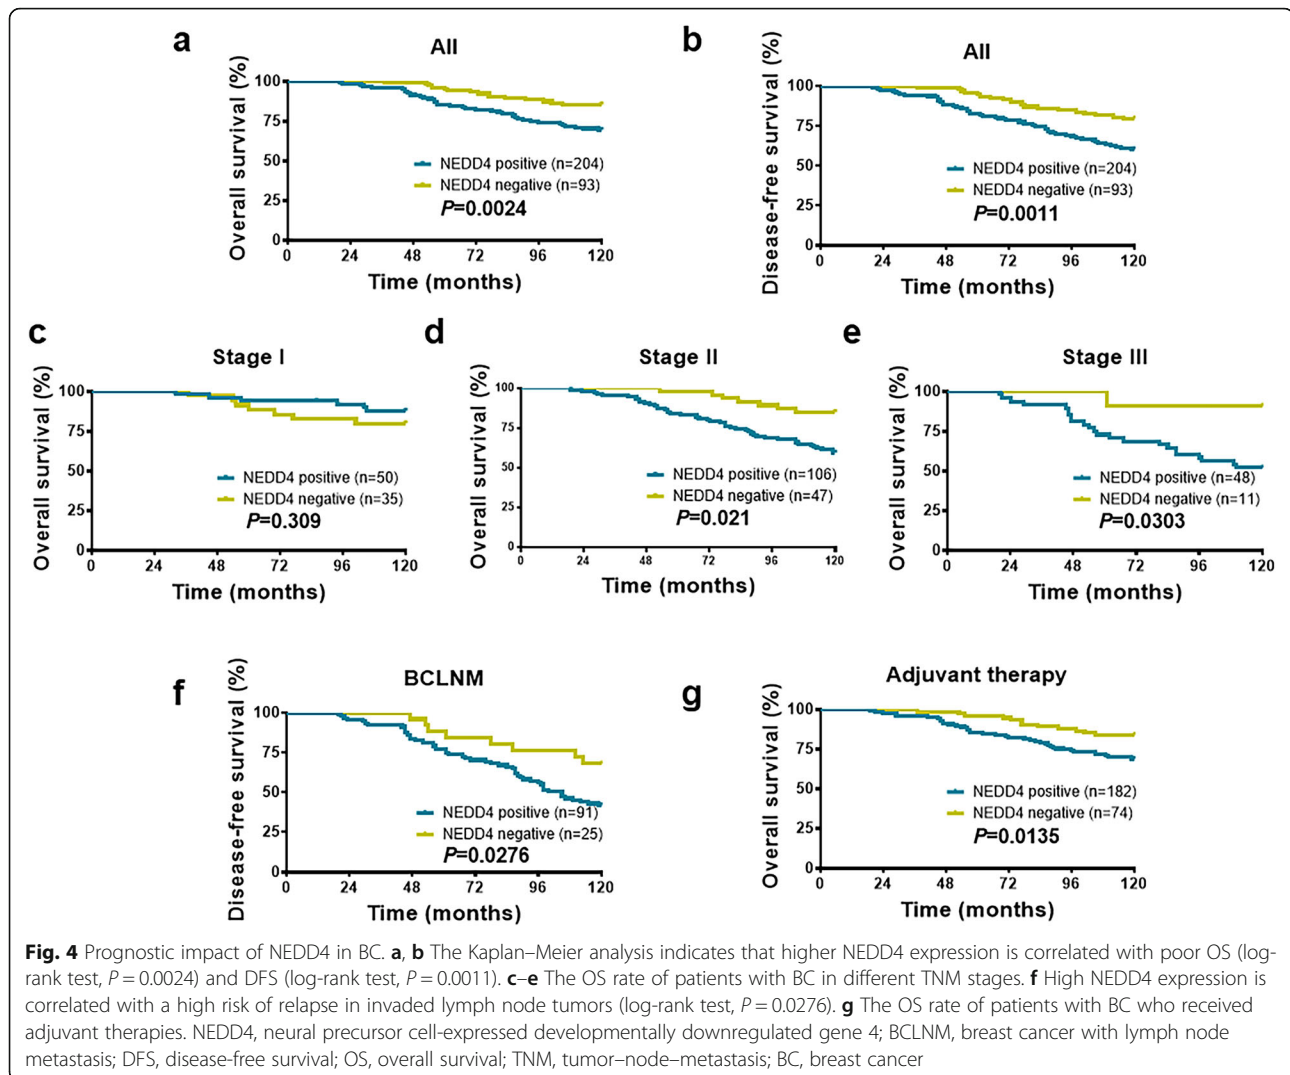 a
All
Overall survival (%)
100
75
50
25
0
NEDD4 positive (n=204)
NEDD4 negative (n=93)
P=0.0024
0 24 48 72 96 120
Time (months)
b
All
Disease-free survival (%)
100
75
50
25
0
NEDD4 positive (n=204)
NEDD4 negative (n=93)
P=0.0011
0 24 48 72 96 120
Time (months)
c
Stage I
Overall survival (%)
100
75
50
25
0
NEDD4 positive (n=50)
NEDD4 negative (n=35)
P=0.309
0 24 48 72 96 120
Time (months)
d
Stage II
Overall survival (%)
100
75
50
25
0
NEDD4 positive (n=106)
NEDD4 negative (n=47)
P=0.021
0 24 48 72 96 120
Time (months)
e
Stage III
Overall survival (%)
100
75
50
25
0
NEDD4 positive (n=48)
NEDD4 negative (n=11)
P=0.0303
0 24 48 72 96 120
Time (months)
f
BCLNM
Disease-free survival (%)
100
75
50
25
0
NEDD4 positive (n=91)
NEDD4 negative (n=25)
P=0.0276
0 24 48 72 96 120
Time (months)
g
Adjuvant therapy
Overall survival (%)
100
75
50
25
0
NEDD4 positive (n=182)
NEDD4 negative (n=74)
P=0.0135
0 24 48 72 96 120
Time (months)
Fig. 4 Prognostic impact of NEDD4 in BC. a, b The Kaplan–Meier analysis indicates that higher NEDD4 expression is correlated with poor OS (log-
rank test, P = 0.0024) and DFS (log-rank test, P = 0.0011). c–e The OS rate of patients with BC in different TNM stages. f High NEDD4 expression is
correlated with a high risk of relapse in invaded lymph node tumors (log-rank test, P = 0.0276). g The OS rate of patients with BC who received
adjuvant therapies. NEDD4, neural precursor cell-expressed developmentally downregulated gene 4; BCLNM, breast cancer with lymph node
metastasis; DFS, disease-free survival; OS, overall survival; TNM, tumor–node–metastasis; BC, breast cancer